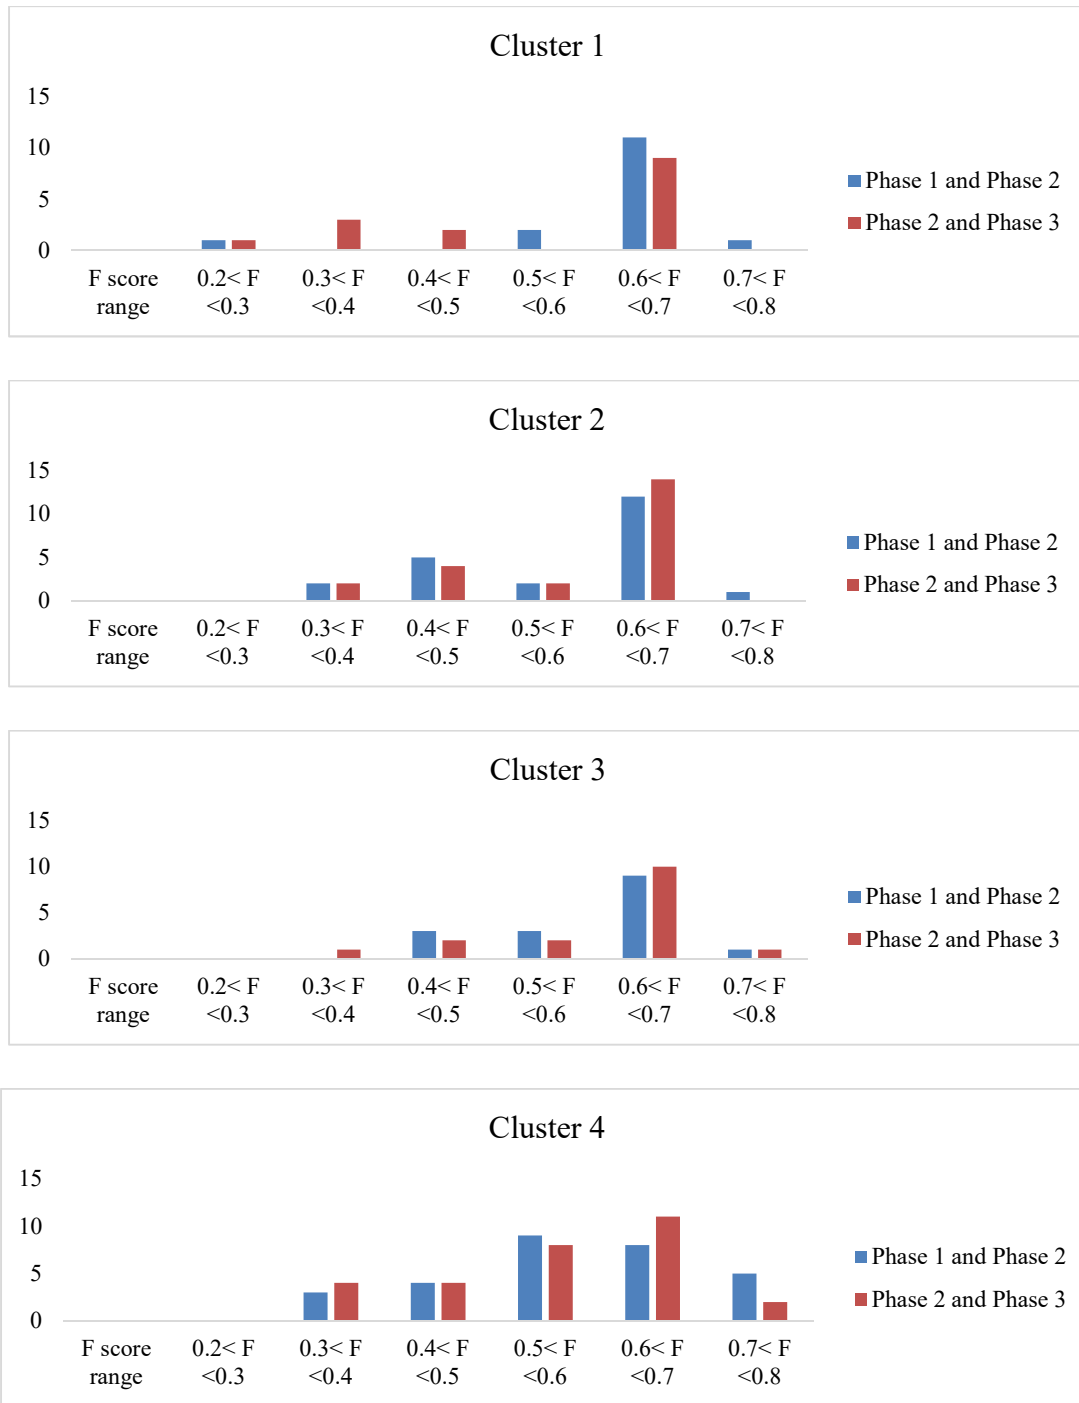 Cluster 1
15
10
5
0
F score range
0.2< F <0.3
0.3< F <0.4
0.4< F <0.5
0.5< F <0.6
0.6< F <0.7
0.7< F <0.8
Phase 1 and Phase 2
Phase 2 and Phase 3
Cluster 2
15
10
5
0
F score range
0.2< F <0.3
0.3< F <0.4
0.4< F <0.5
0.5< F <0.6
0.6< F <0.7
0.7< F <0.8
Phase 1 and Phase 2
Phase 2 and Phase 3
Cluster 3
15
10
5
0
F score range
0.2< F <0.3
0.3< F <0.4
0.4< F <0.5
0.5< F <0.6
0.6< F <0.7
0.7< F <0.8
Phase 1 and Phase 2
Phase 2 and Phase 3
Cluster 4
15
10
5
0
F score range
0.2< F <0.3
0.3< F <0.4
0.4< F <0.5
0.5< F <0.6
0.6< F <0.7
0.7< F <0.8
Phase 1 and Phase 2
Phase 2 and Phase 3